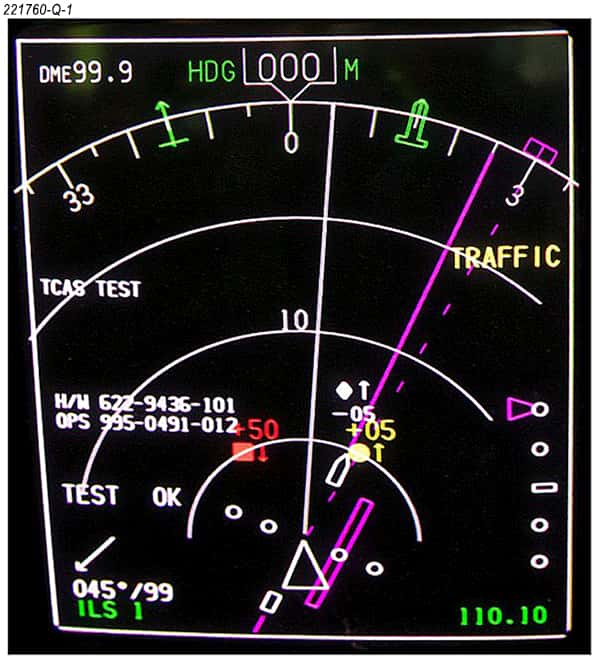 221760-Q-1
DME99.9 HDG 000 M
0
33
3
TRAFFIC
TCAS TEST
10
H/W 622-9436-101
-05
OPS 995-0491-012
+50 +05
TEST OK
045°/99
ILS 1
110.10